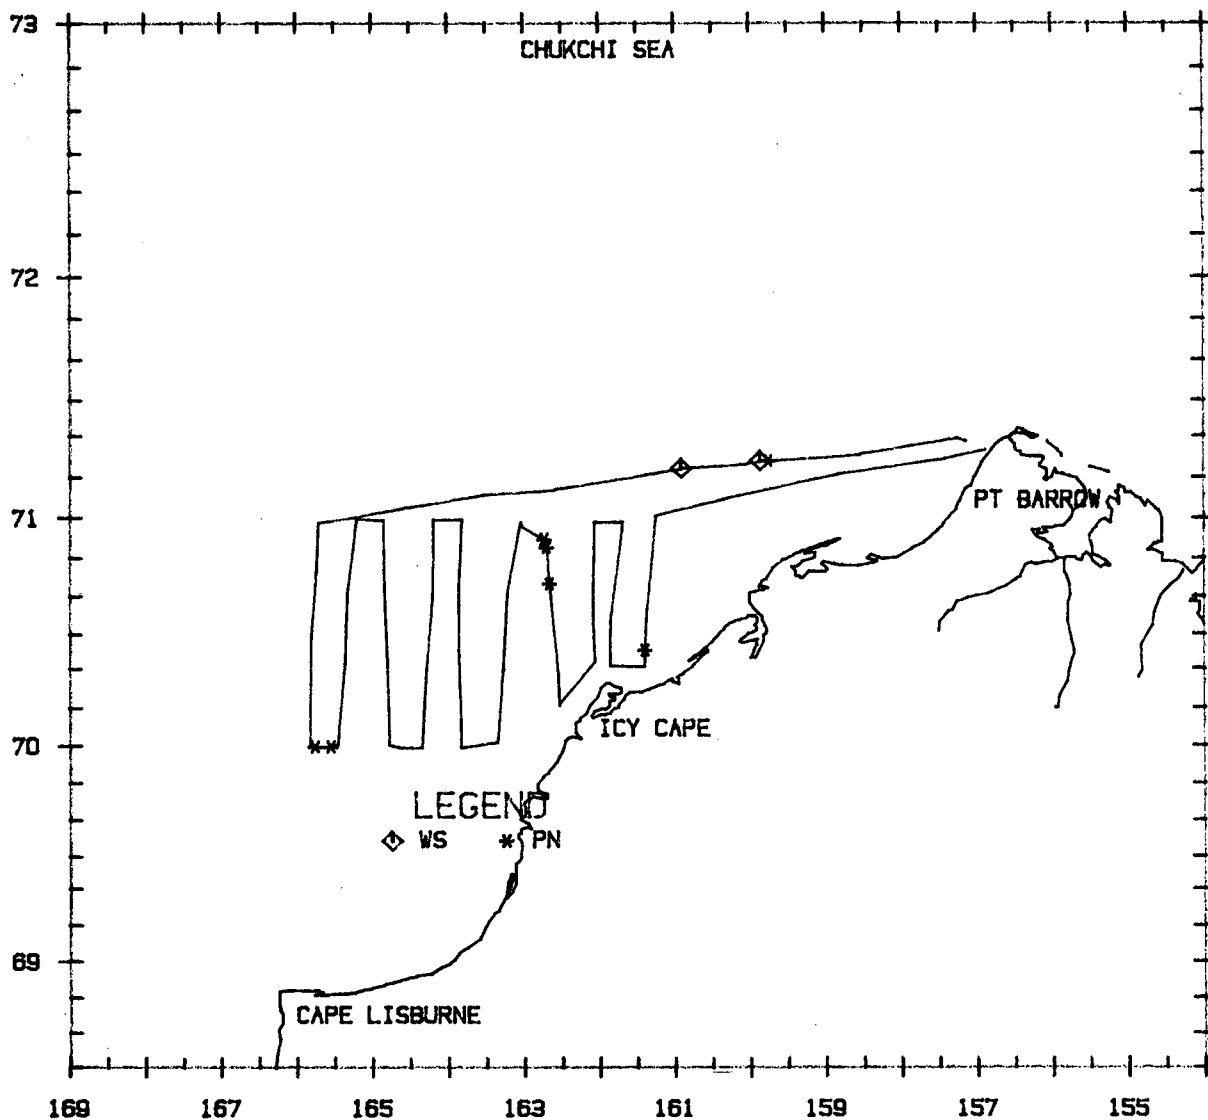 73
CHUKCHI SEA
72
71
PT BARROW
ICY CAPE
70
LEGEND
WS PN
69
CAPE LISBURNE
169 167 165 163 161 159 157 155